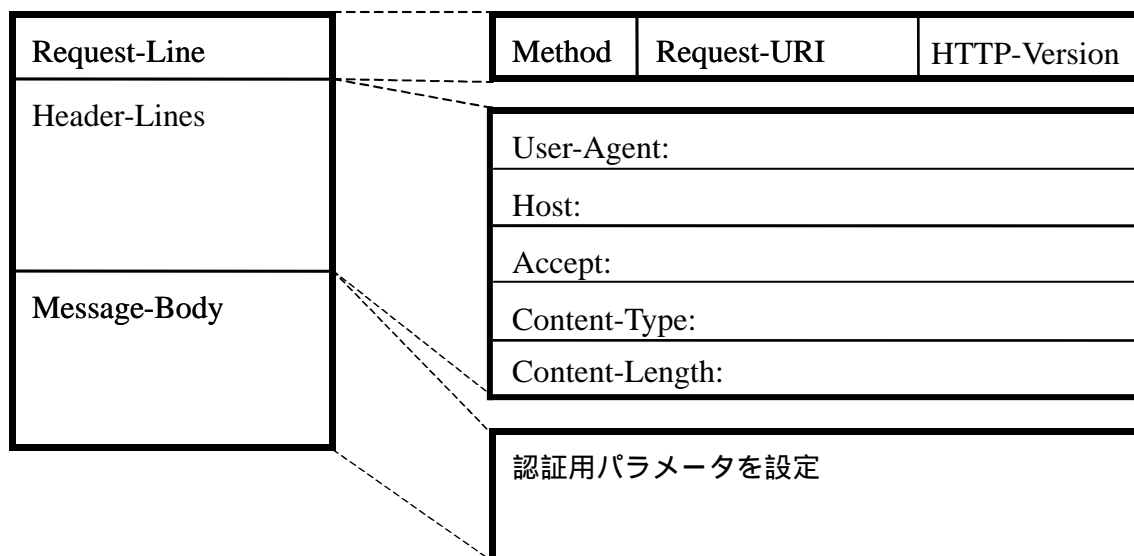 Request-Line
Header-Lines
Message-Body
Method Request-URI HTTP-Version
User-Agent:
Host:
Accept:
Content-Type:
Content-Length:
認証用パラメータを設定